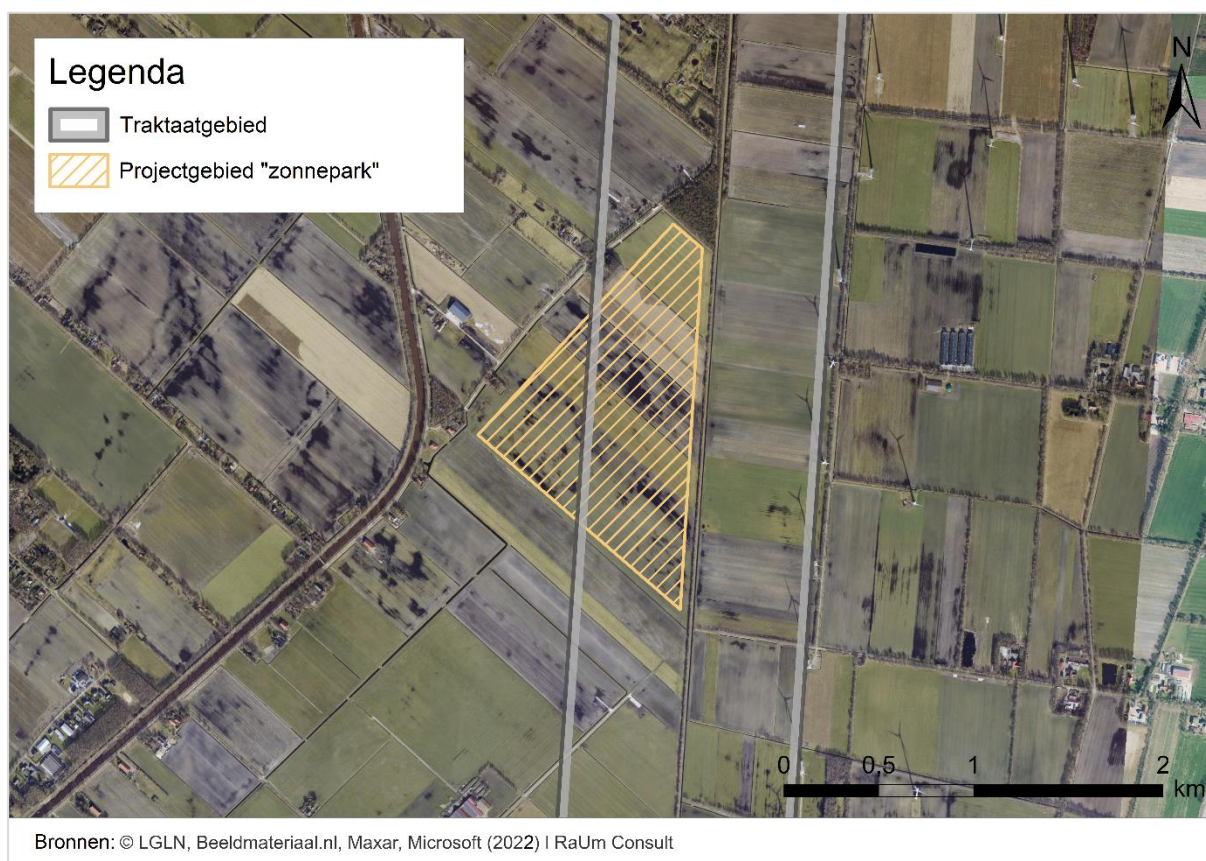 Legenda
Traktaatgebied
Projectgebied "zonnepark"
N
0 0,5 1 2
km
Bronnen: © LGLN, Beeldmateriaal.nl, Maxar, Microsoft (2022) I RaUm Consult